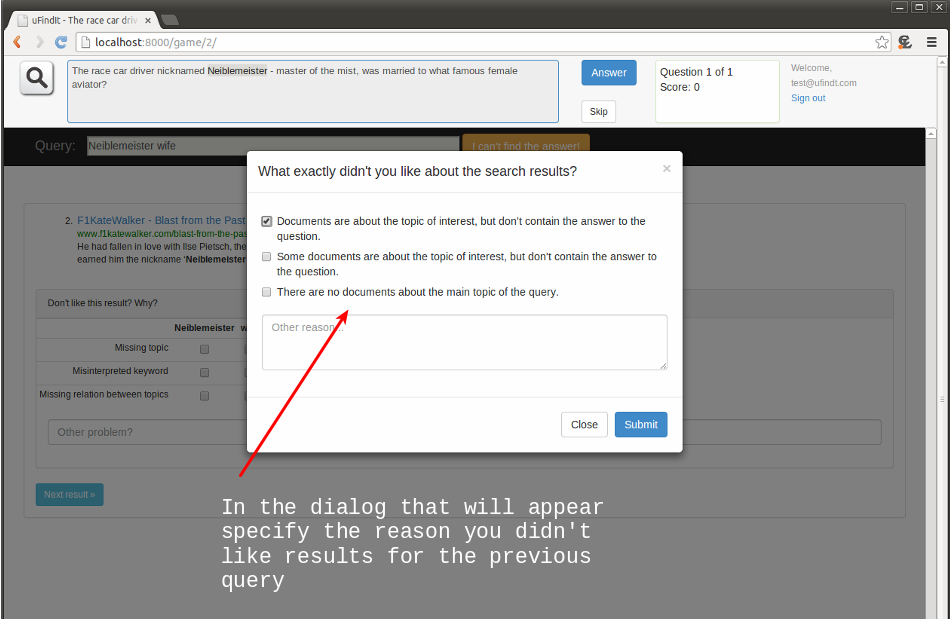 uFindIt - The race car driv
localhost:8000/game/2/
The race car driver nicknamed Neiblemeister - master of the mist, was married to what famous female
aviator?
Answer
Skip
Question 1 of 1
Score: 0
Welcome,
test@ufindt.com
Sign out
Query:
Neiblemeister wife
I can't find the answer!
What exactly didn't you like about the search results?
×
Documents are about the topic of interest, but don't contain the answer to the
question.
Some documents are about the topic of interest, but don't contain the answer to
the question.
There are no documents about the main topic of the query.
Other reason...
Close
Submit
2. F1KateWalker - Blast from the Past
www.f1katewalker.com/blast-from-the-pas
He had fallen in love with Ilse Pietsch, the
earned him the nickname 'Neiblemeister
Don't like this result? Why?
Neiblemeister w
Missing topic
Misinterpreted keyword
Missing relation between topics
Other problem?
Next result »
In the dialog that will appear
specify the reason you didn't
like results for the previous
query